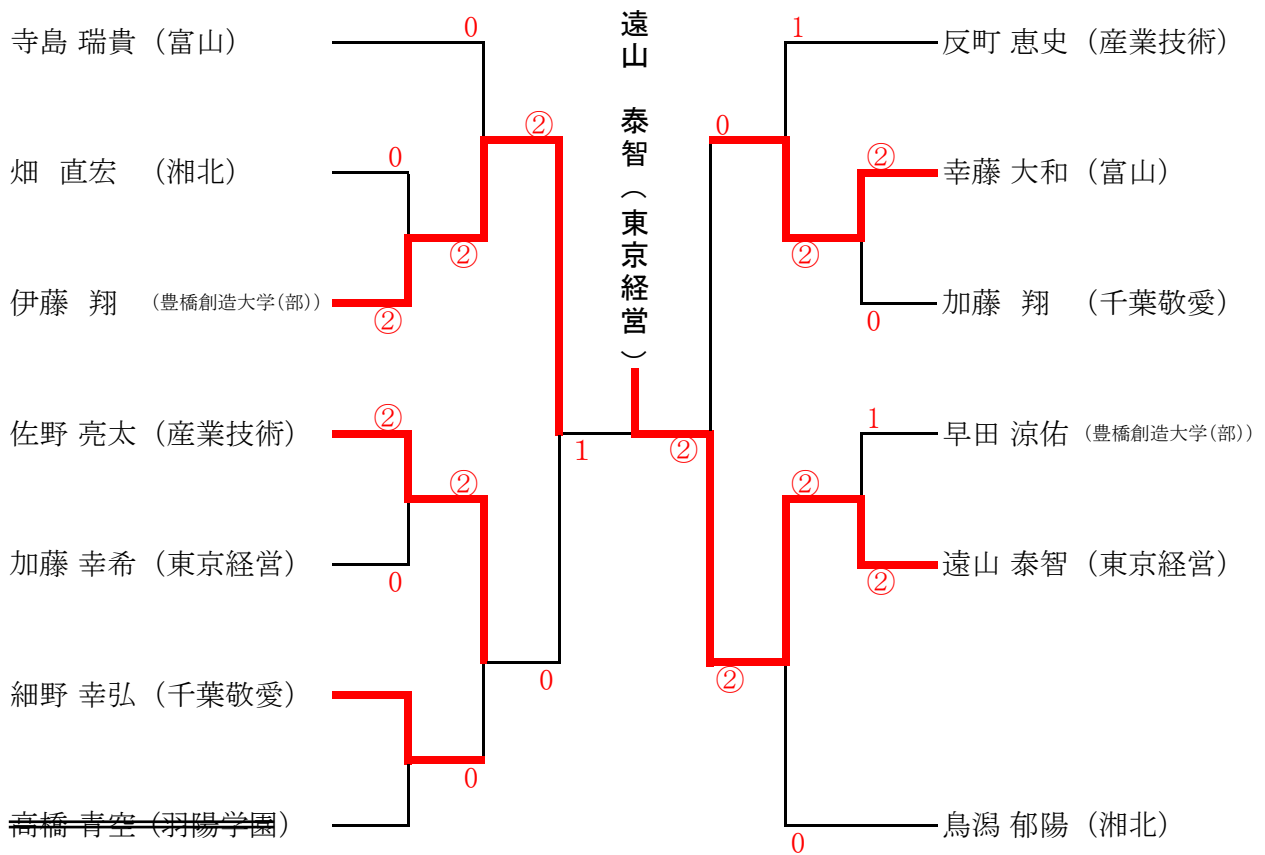 寺島 瑞貴 (富山)
0
畑 直宏 (湘北)
0
②
②
伊藤 翔 (豊橋創造大学(部))
②
佐野 亮太 (産業技術)
②
②
加藤 幸希 (東京経営)
0
0
細野 幸弘 (千葉敬愛)
0
高橋 青空 (羽陽学園)
遠山 泰智(東京経営)
1
②
反町 恵史 (産業技術)
1
0
幸藤 大和 (富山)
②
②
加藤 翔 (千葉敬愛)
0
早田 涼佑 (豊橋創造大学(部))
1
②
遠山 泰智 (東京経営)
②
②
鳥潟 郁陽 (湘北)
0